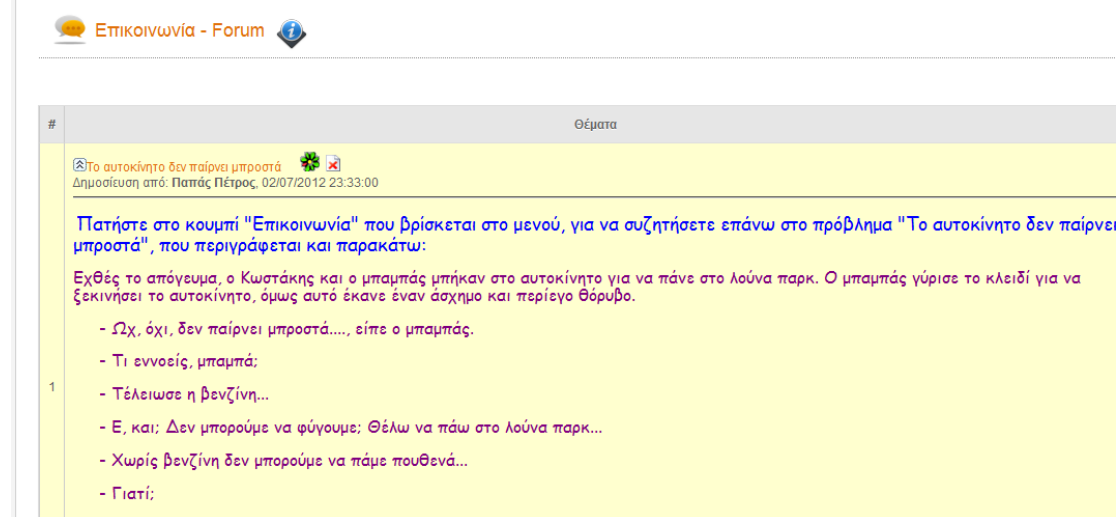 Επικοινωνία - Forum
# Θέματα
Το αυτοκίνητο δεν παίρνει μπροστά
Δημοσίευση από: Παπάς Πέτρος, 02/07/2012 23:33:00
Πατήστε στο κουμπί "Επικοινωνία" που βρίσκεται στο μενού, για να συζητήσετε επάνω στο πρόβλημα "Το αυτοκίνητο δεν παίρνει
μπροστά", που περιγράφεται και παρακάτω:
Εχθές το απόγευμα, ο Κωστάκης και ο μπαμπάς μπήκαν στο αυτοκίνητο για να πάνε στο λούνα παρκ. Ο μπαμπάς γύρισε το κλειδί για να
ξεκινήσει το αυτοκίνητο, όμως αυτό έκανε έναν άσχημο και περίεγο θόρυβο.
- Ωχ, όχι, δεν παίρνει μπροστά...., είπε ο μπαμπάς.
- Τι εννοείς, μπαμπά;
- Τέλειωσε η βενζίνη...
1
- Ε, και; Δεν μπορούμε να φύγουμε; Θέλω να πάω στο λούνα παρκ...
- Χωρίς βενζίνη δεν μπορούμε να πάμε πουθενά...
- Γιατί;